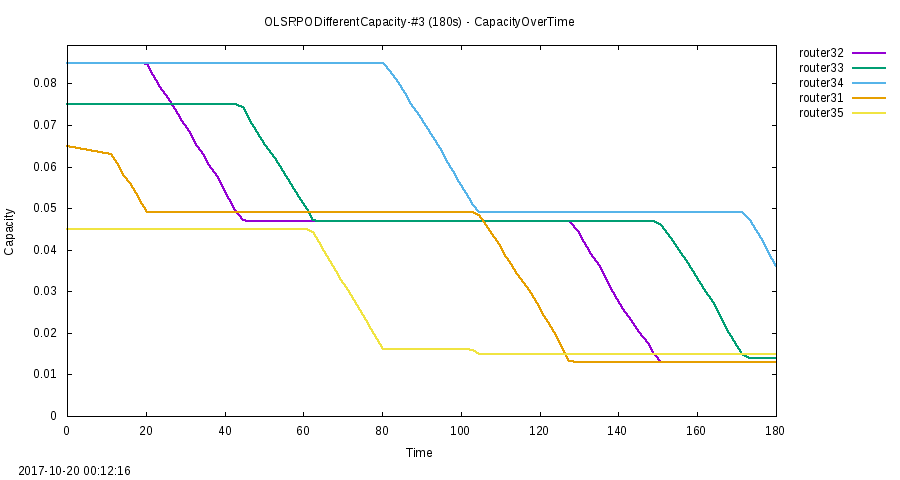 OLSRPODifferentCapacity-#3 (180s) - CapacityOverTime
router32
router33
router34
router31
router35
0.08
0.07
0.06
0.05
0.04
0.03
0.02
0.01
0
Capacity
0 20 40 60 80 100 120 140 160 180
Time
2017-10-20 00:12:16